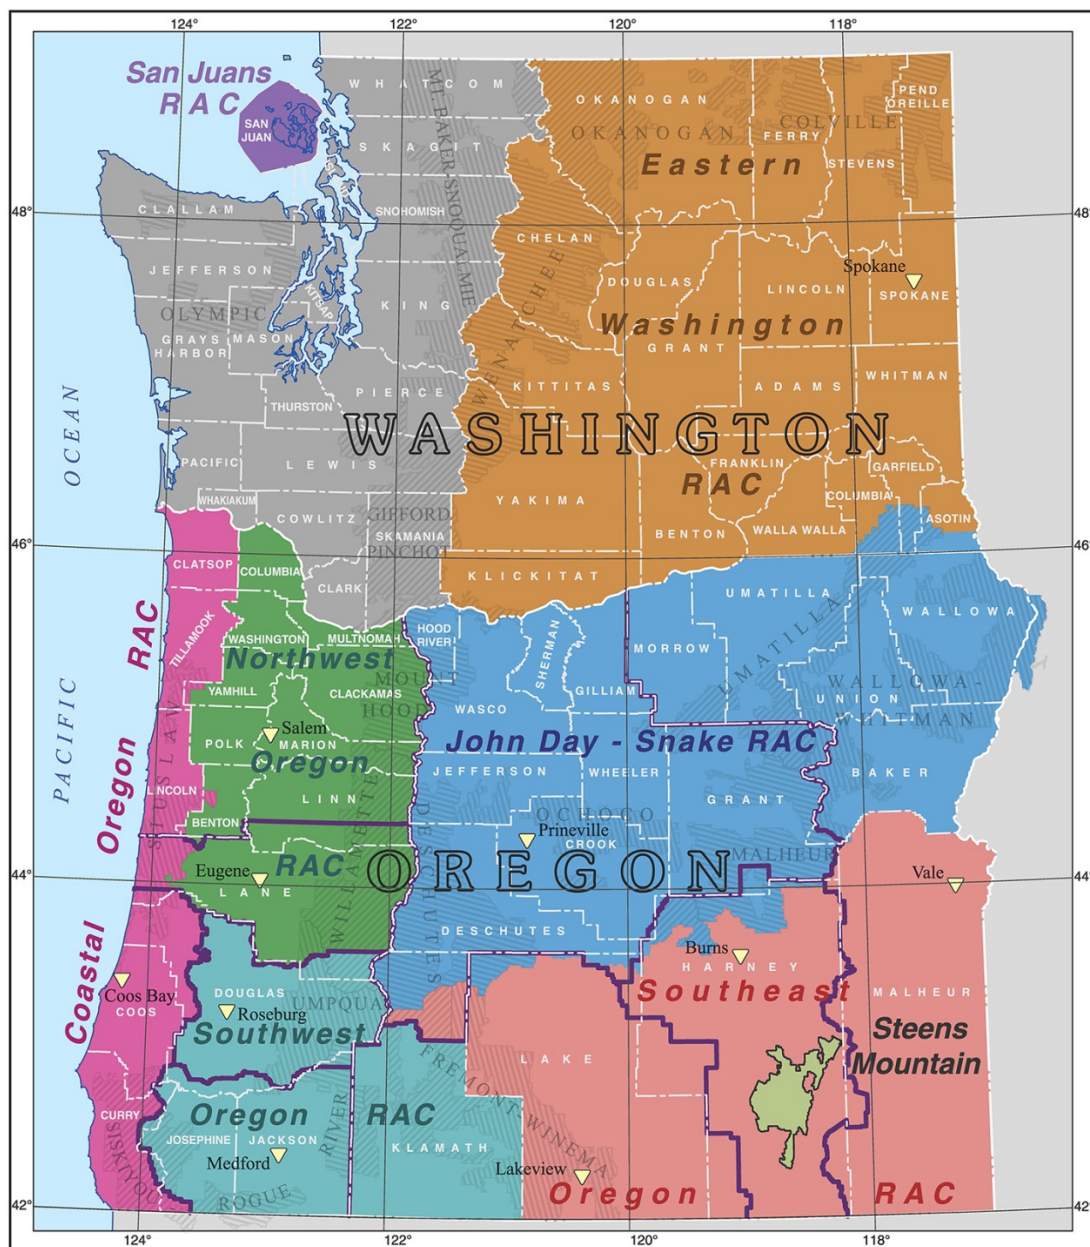 124°
122°
120°
118°
San Juans
RAC
SAN
JUAN
WHATCOM
SKAGIT
ISLAND
SNOHOMISH
MT. BAKER-SNOQUALMIE
OKANOGAN
OKANOGAN
FERRY
COLVILLE
PEND
OREILLE
STEVENS
Eastern
48°
48°
CLALLAM
JEFFERSON
OLYMPIC
GRAYS
HARBOR
MASON
KITSAP
KING
CHELAN
WENATCHEE
DOUGLAS
LINCOLN
Spokane
SPOKANE
Washington
GRANT
PIERCE
KITTITAS
ADAMS
WHITMAN
THURSTON
WASHINGTON
PACIFIC
LEWIS
YAKIMA
FRANKLIN
RAC
GARFIELD
COLUMBIA
WHAKIAKUM
COWLITZ
GIFFORD
PINCHOT
SKAMANIA
BENTON
WALLA WALLA
ASOTIN
46°
46°
CLARK
KLICKITAT
PACIFIC
OCEAN
CLATSOP
COLUMBIA
TILLAMOOK
WASHINGTON
MULTNOMAH
HOOD
RIVER
SHERMAN
UMATILLA
WALLOWA
MORROW
UMATILLA
Northwest
YAMHILL
CLACKAMAS
MOUNT
HOOD
WASCO
GILLIAM
UNION
WALLOWA-
WHITMAN
Salem
POLK
MARION
Oregon
John Day - Snake RAC
JEFFERSON
WHEELER
BAKER
LINCOLN
SIUSLAW
LINN
BENTON
WILLAMETTE
DESCHUTES
OCHOCO
GRANT
Prineville
CROOK
MALHEUR
RAC
OREGON
Eugene
LANE
Vale
44°
44°
DESCHUTES
Burns
HARNEY
Coastal Oregon RAC
Coos Bay
COOS
DOUGLAS
UMPQUA
Roseburg
Southwest
Southeast
MALHEUR
Steens
Mountain
LAKE
FREMONT-WINEMA
CURRY
SISKIYOU
Oregon
RAC
JOSEPHINE
JACKSON
Medford
ROGUE
RIVER
KLAMATH
Lakeview
Oregon
RAC
42°
42°
124°
122°
120°
118°